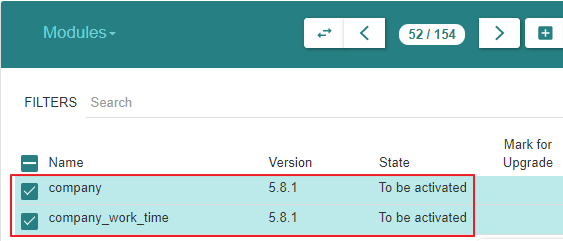 Modules
52 / 154
FILTERS Search
Mark for
Name Version State Upgrade
company 5.8.1 To be activated
company_work_time 5.8.1 To be activated